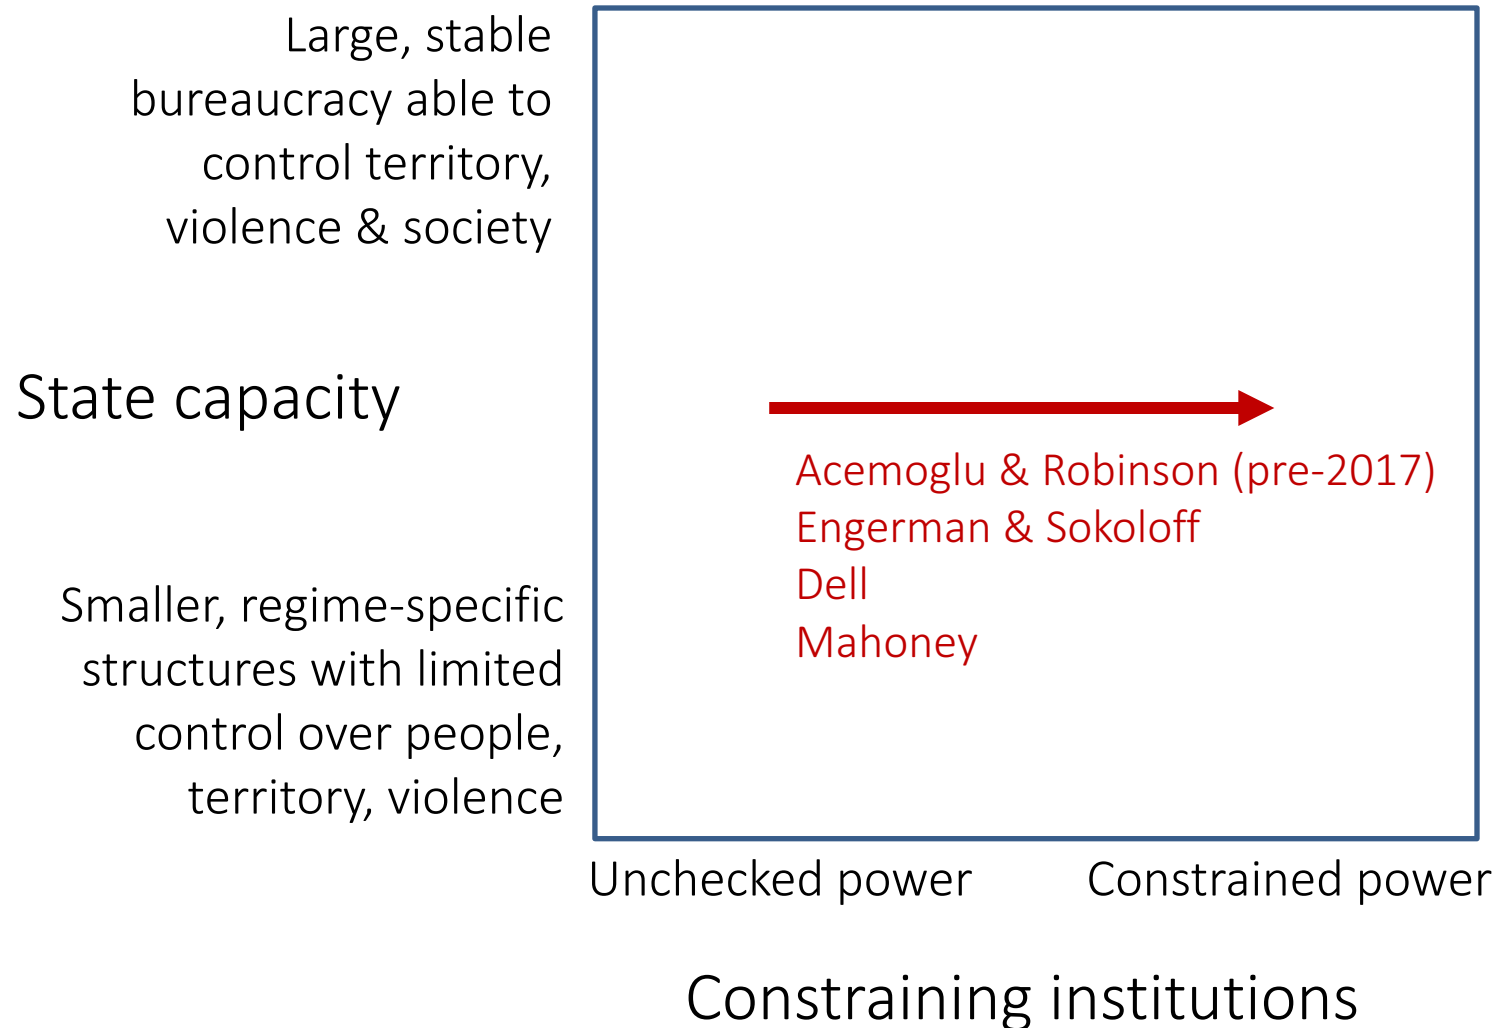 Large, stable
bureaucracy able to
control territory,
violence & society
State capacity
Acemoglu & Robinson (pre-2017)
Engerman & Sokoloff
Dell
Mahoney
Smaller, regime-specific
structures with limited
control over people,
territory, violence
Unchecked power
Constrained power
Constraining institutions